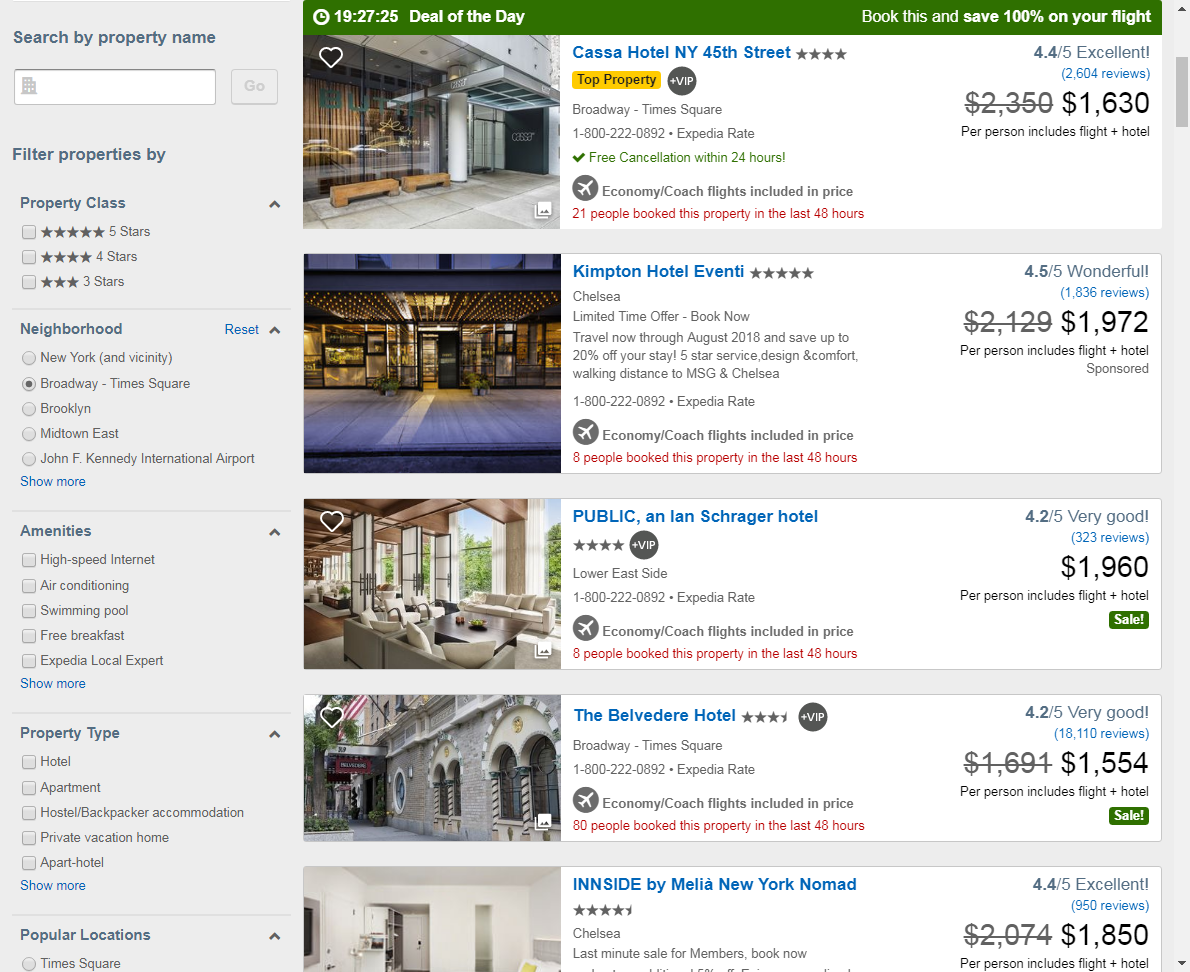 Search by property name
Go
Filter properties by
Property Class
5 Stars
4 Stars
3 Stars
Neighborhood Reset
New York (and vicinity)
Broadway - Times Square
Brooklyn
Midtown East
John F. Kennedy International Airport
Show more
Amenities
High-speed Internet
Air conditioning
Swimming pool
Free breakfast
Expedia Local Expert
Show more
Property Type
Hotel
Apartment
Hostel/Backpacker accommodation
Private vacation home
Apart-hotel
Show more
Popular Locations
Times Square
19:27:25 Deal of the Day Book this and save 100% on your flight
Cassa Hotel NY 45th Street
Top Property +VIP
Broadway - Times Square
1-800-222-0892 • Expedia Rate
Free Cancellation within 24 hours!
Economy/Coach flights included in price
21 people booked this property in the last 48 hours
4.4/5 Excellent!
(2,604 reviews)
$2,350 $1,630
Per person includes flight + hotel
Kimpton Hotel Eventi
Chelsea
Limited Time Offer - Book Now
Travel now through August 2018 and save up to
20% off your stay! 5 star service,design &comfort,
walking distance to MSG & Chelsea
1-800-222-0892 • Expedia Rate
Economy/Coach flights included in price
8 people booked this property in the last 48 hours
4.5/5 Wonderful!
(1,836 reviews)
$2,129 $1,972
Per person includes flight + hotel
Sponsored
PUBLIC, an Ian Schrager hotel
+VIP
Lower East Side
1-800-222-0892 • Expedia Rate
Economy/Coach flights included in price
8 people booked this property in the last 48 hours
4.2/5 Very good!
(323 reviews)
$1,960
Per person includes flight + hotel
Sale!
BELVEDERE
The Belvedere Hotel +VIP
Broadway - Times Square
1-800-222-0892 • Expedia Rate
Economy/Coach flights included in price
80 people booked this property in the last 48 hours
4.2/5 Very good!
(18,110 reviews)
$1,691 $1,554
Per person includes flight + hotel
Sale!
INNSIDE by Melià New York Nomad
Chelsea
Last minute sale for Members, book now
4.4/5 Excellent!
(950 reviews)
$2,074 $1,850
Per person includes flight + hotel